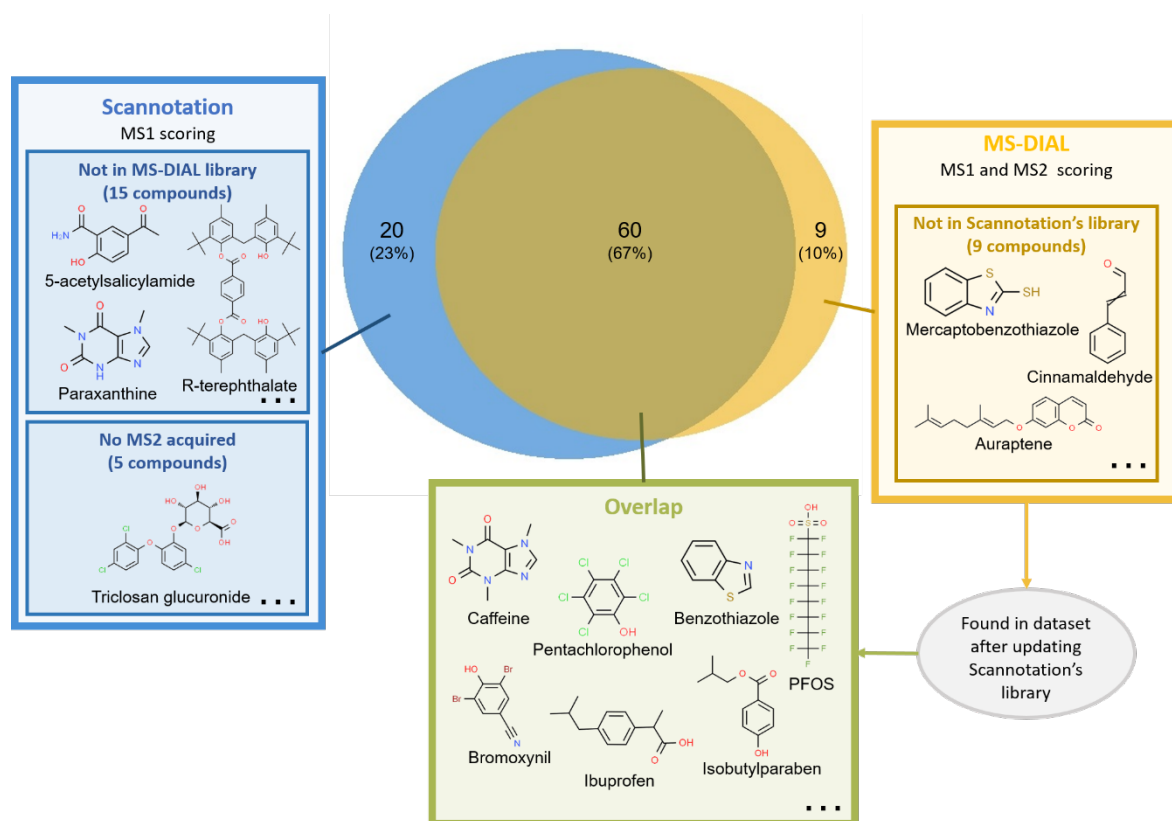 Scannotation
MS1 scoring
Not in MS-DIAL library
(15 compounds)
5-acetylsalicylamide
Paraxanthine
R-terephthalate
...
No MS2 acquired
(5 compounds)
Triclosan glucuronide
...
20
(23%)
60
(67%)
9
(10%)
MS-DIAL
MS1 and MS2 scoring
Not in Scannotation's library
(9 compounds)
Mercaptobenzothiazole
Cinnamaldehyde
Auraptene
...
Overlap
Caffeine
Pentachlorophenol
Benzothiazole
PFOS
Bromoxynil
Ibuprofen
Isobutylparaben
...
Found in dataset
after updating
Scannotation's
library